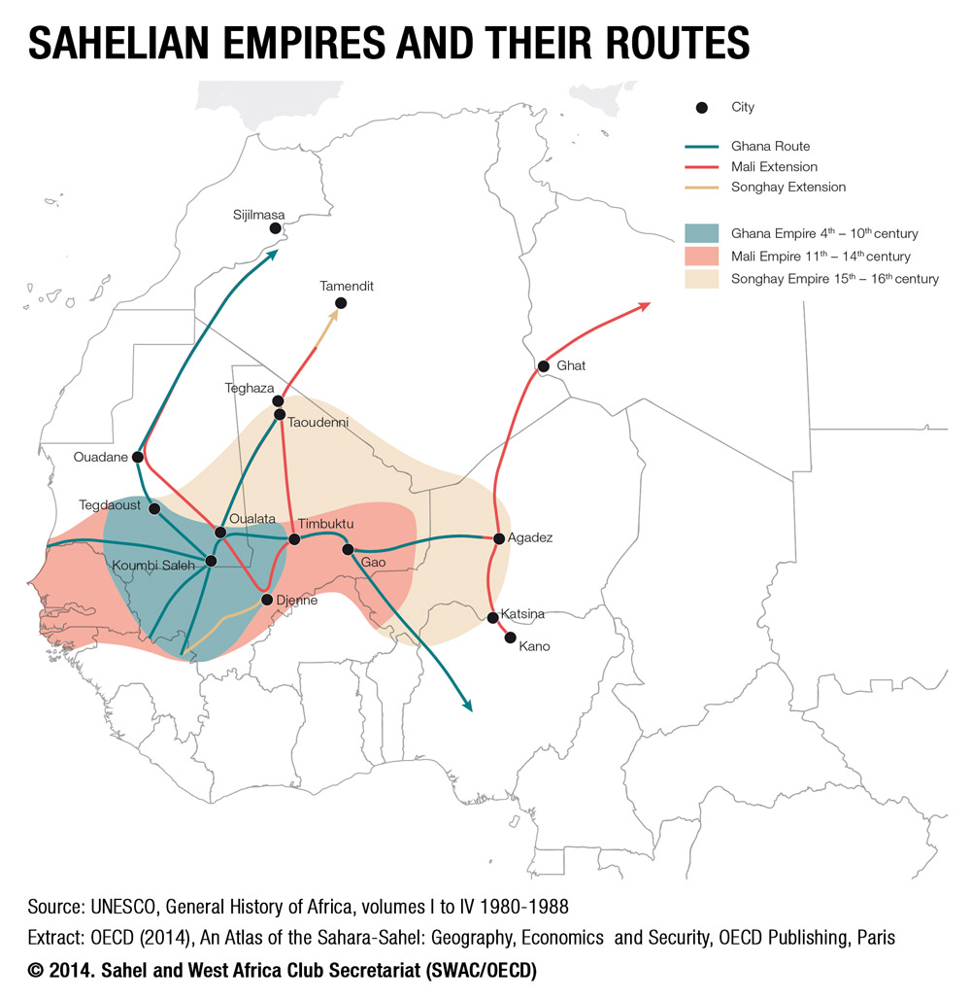 SAHELIAN EMPIRES AND THEIR ROUTES
City
Ghana Route
Mali Extension
Songhay Extension
Ghana Empire 4th – 10th century
Mali Empire 11th – 14th century
Songhay Empire 15th – 16th century
Sijilmasa
Tamendit
Ghat
Teghaza
Taoudenni
Ouadane
Tegdaoust
Oualata
Timbuktu
Agadez
Koumbi Saleh
Gao
Djenne
Katsina
Kano
Source: UNESCO, General History of Africa, volumes I to IV 1980-1988
Extract: OECD (2014), An Atlas of the Sahara-Sahel: Geography, Economics and Security, OECD Publishing, Paris
© 2014. Sahel and West Africa Club Secretariat (SWAC/OECD)